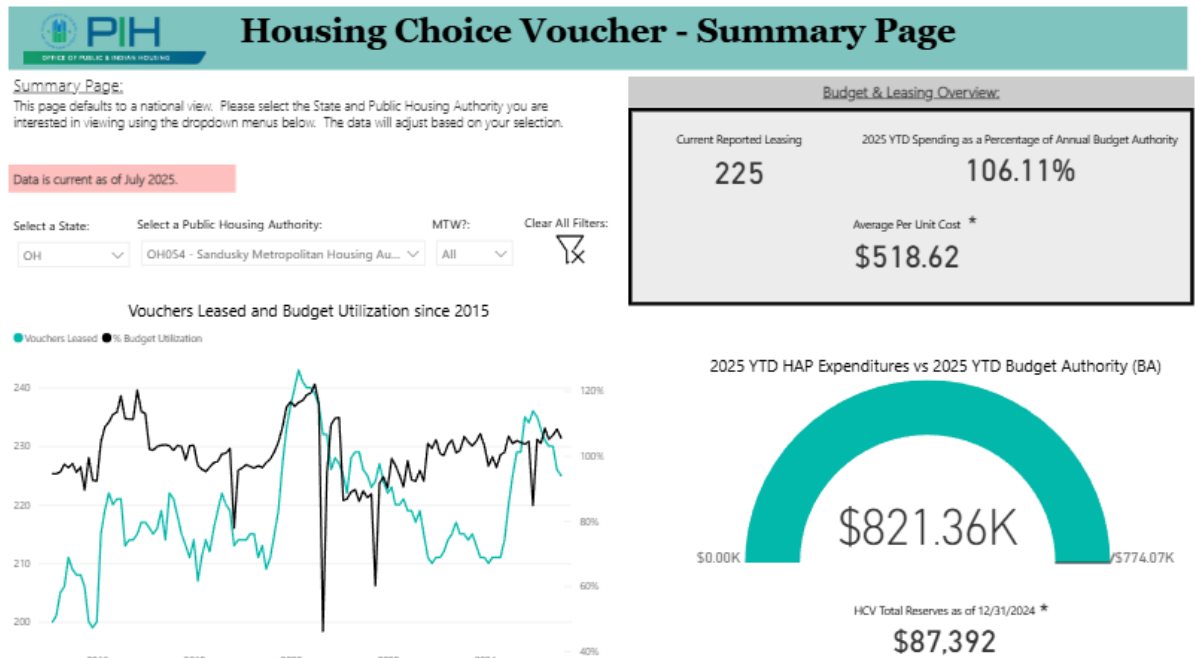 PIH
OFFICE OF PUBLIC & INDIAN HOUSING
Housing Choice Voucher - Summary Page
Summary Page:
This page defaults to a national view. Please select the State and Public Housing Authority you are
interested in viewing using the dropdown menus below. The data will adjust based on your selection.
Data is current as of July 2025.
Select a State:
OH
Select a Public Housing Authority:
OH054 - Sandusky Metropolitan Housing Au...
MTW?:
All
Clear All Filters:
Budget & Leasing Overview:
Current Reported Leasing
225
2025 YTD Spending as a Percentage of Annual Budget Authority
106.11%
Average Per Unit Cost *
$518.62
Vouchers Leased and Budget Utilization since 2015
Vouchers Leased
% Budget Utilization
240
230
220
210
200
120%
100%
80%
60%
40%
2025 YTD HAP Expenditures vs 2025 YTD Budget Authority (BA)
$821.36K
$0.00K
$774.07K
HCV Total Reserves as of 12/31/2024 *
$87,392